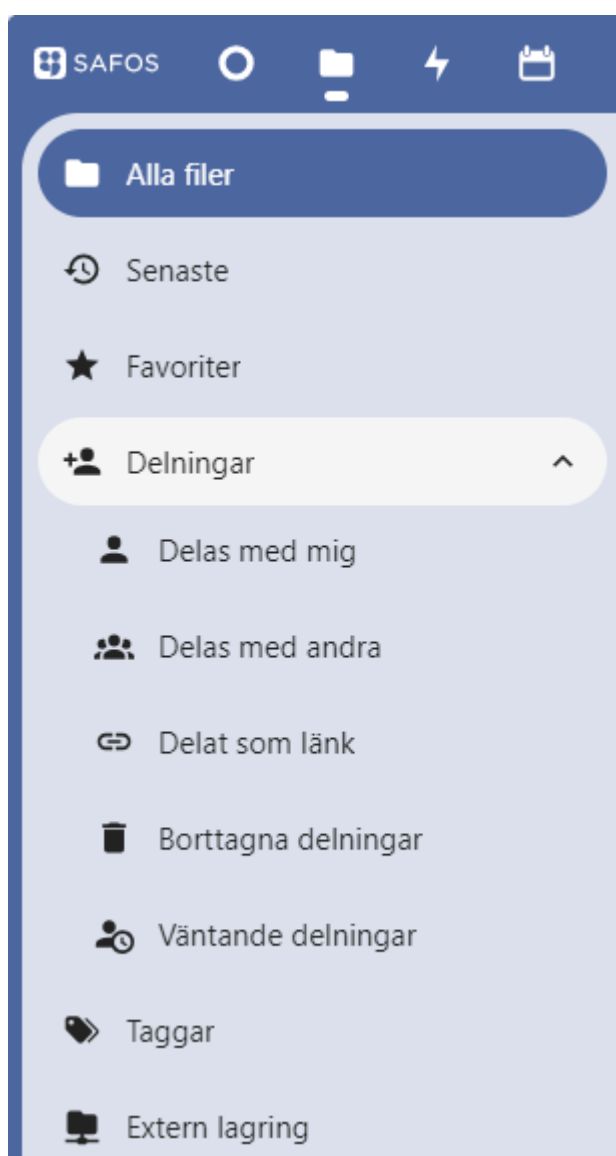 SAFOS
Alla filer
Senaste
Favoriter
Delningar
Delas med mig
Delas med andra
Delat som länk
Borttagna delningar
Väntande delningar
Taggar
Extern lagring